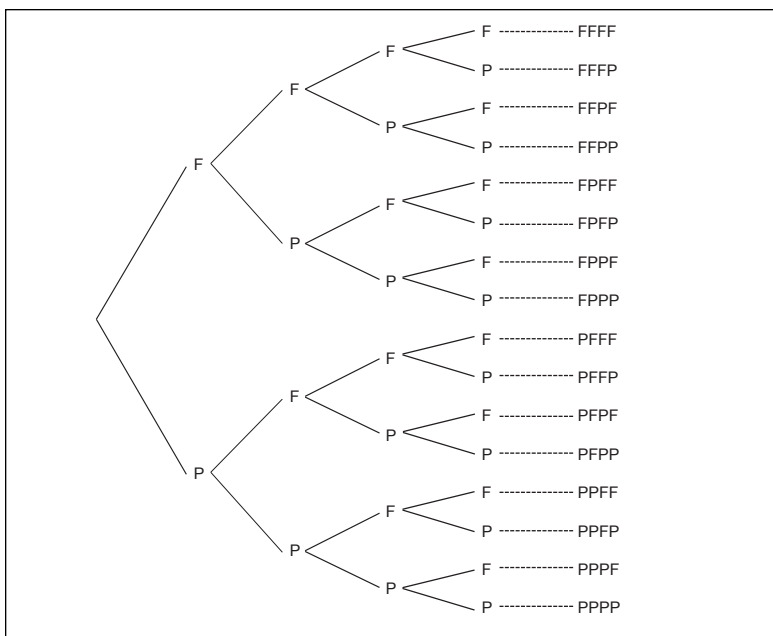 F ---------------- FFFF
F
P ---------------- FFFP
F
F ---------------- FFPF
P
P ---------------- FFPP
F
F ---------------- FPFF
F
P ---------------- FPFP
P
F ---------------- FPPF
P
P ---------------- FPPP
F ---------------- PFFF
F
P ---------------- PFFP
F
F ---------------- PFPF
P
P ---------------- PFPP
P
F ---------------- PPFF
F
P ---------------- PPFP
P
F ---------------- PPPF
P
P ---------------- PPPP